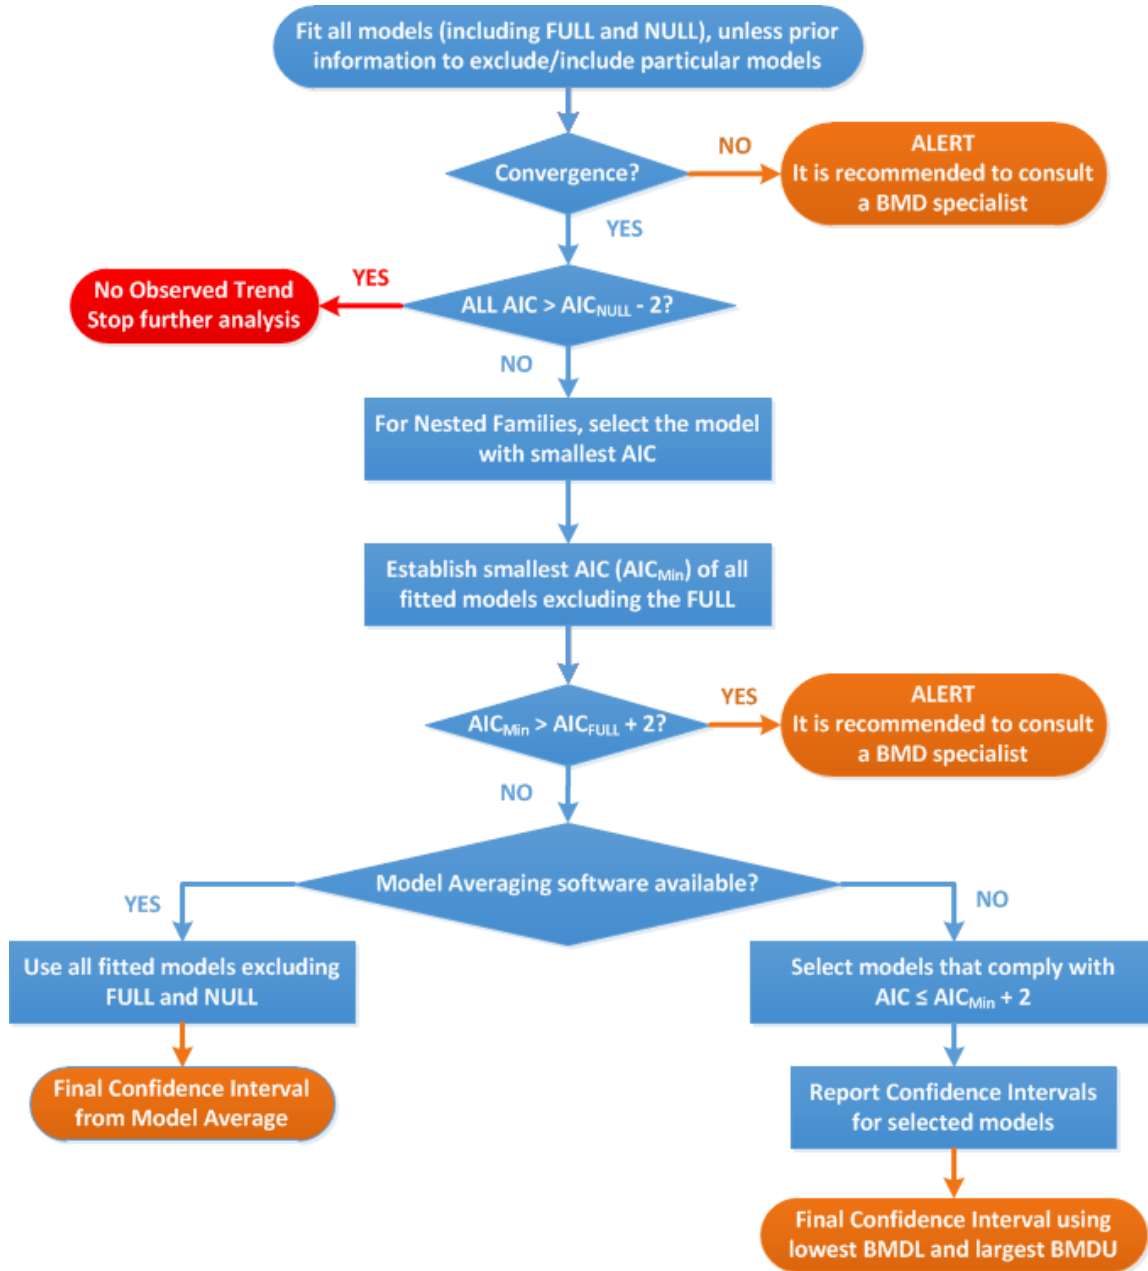 Fit all models (including FULL and NULL), unless prior
information to exclude/include particular models
Convergence?
NO
ALERT
It is recommended to consult
a BMD specialist
YES
ALL AIC > AIC_NULL - 2?
YES
No Observed Trend
Stop further analysis
NO
For Nested Families, select the model
with smallest AIC
Establish smallest AIC (AIC_Min) of all
fitted models excluding the FULL
AIC_Min > AIC_FULL + 2?
YES
ALERT
It is recommended to consult
a BMD specialist
NO
Model Averaging software available?
YES
NO
Use all fitted models excluding
FULL and NULL
Final Confidence Interval
from Model Average
Select models that comply with
AIC ≤ AIC_Min + 2
Report Confidence Intervals
for selected models
Final Confidence Interval using
lowest BMDL and largest BMDU